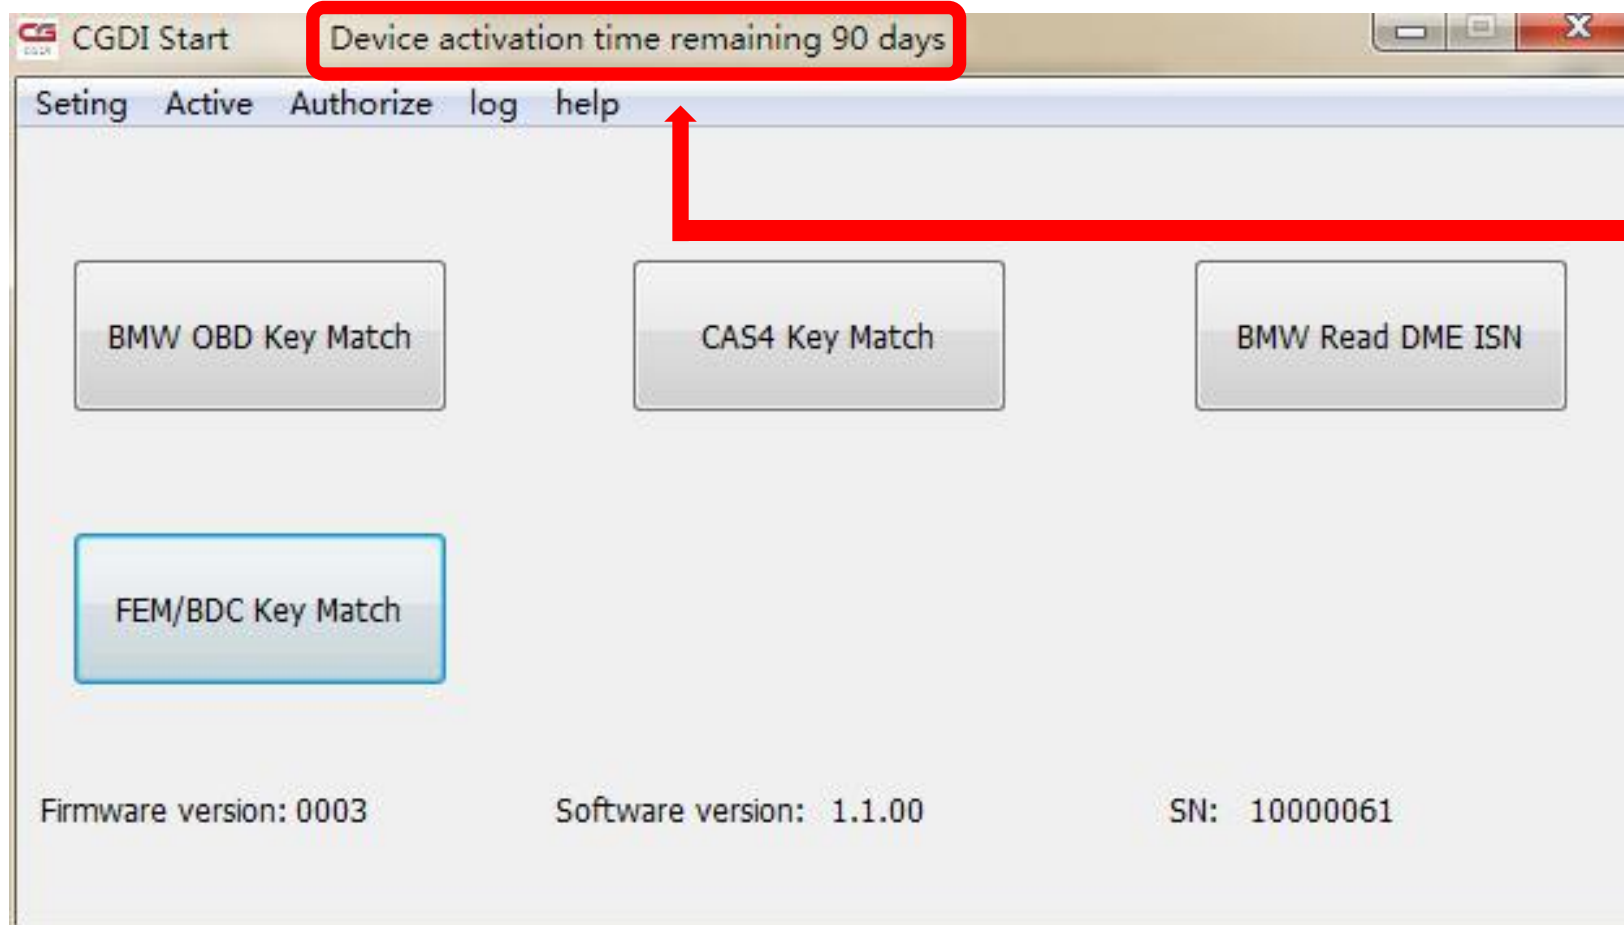 CG CGDI Start Device activation time remaining 90 days
Seting Active Authorize log help
BMW OBD Key Match CAS4 Key Match BMW Read DME ISN
FEM/BDC Key Match
Firmware version: 0003 Software version: 1.1.00 SN: 10000061